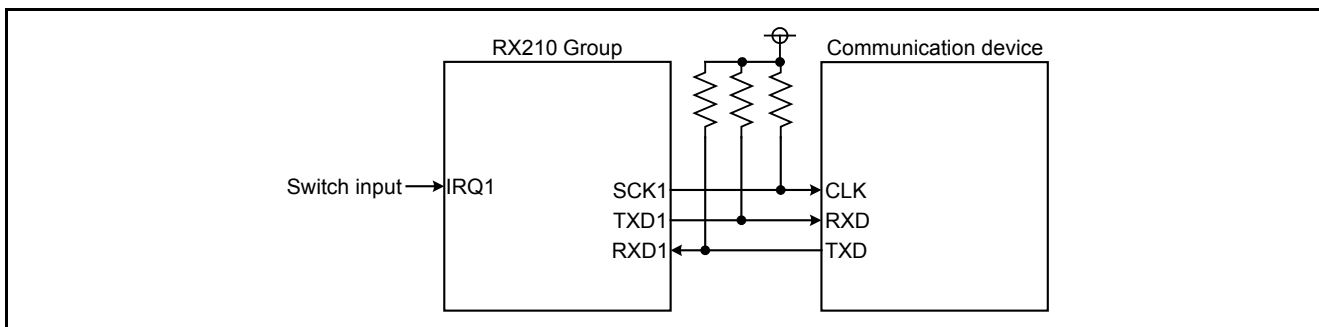 RX210 Group
Communication device
Switch input
IRQ1
SCK1
CLK
TXD1
RXD
RXD1
TXD